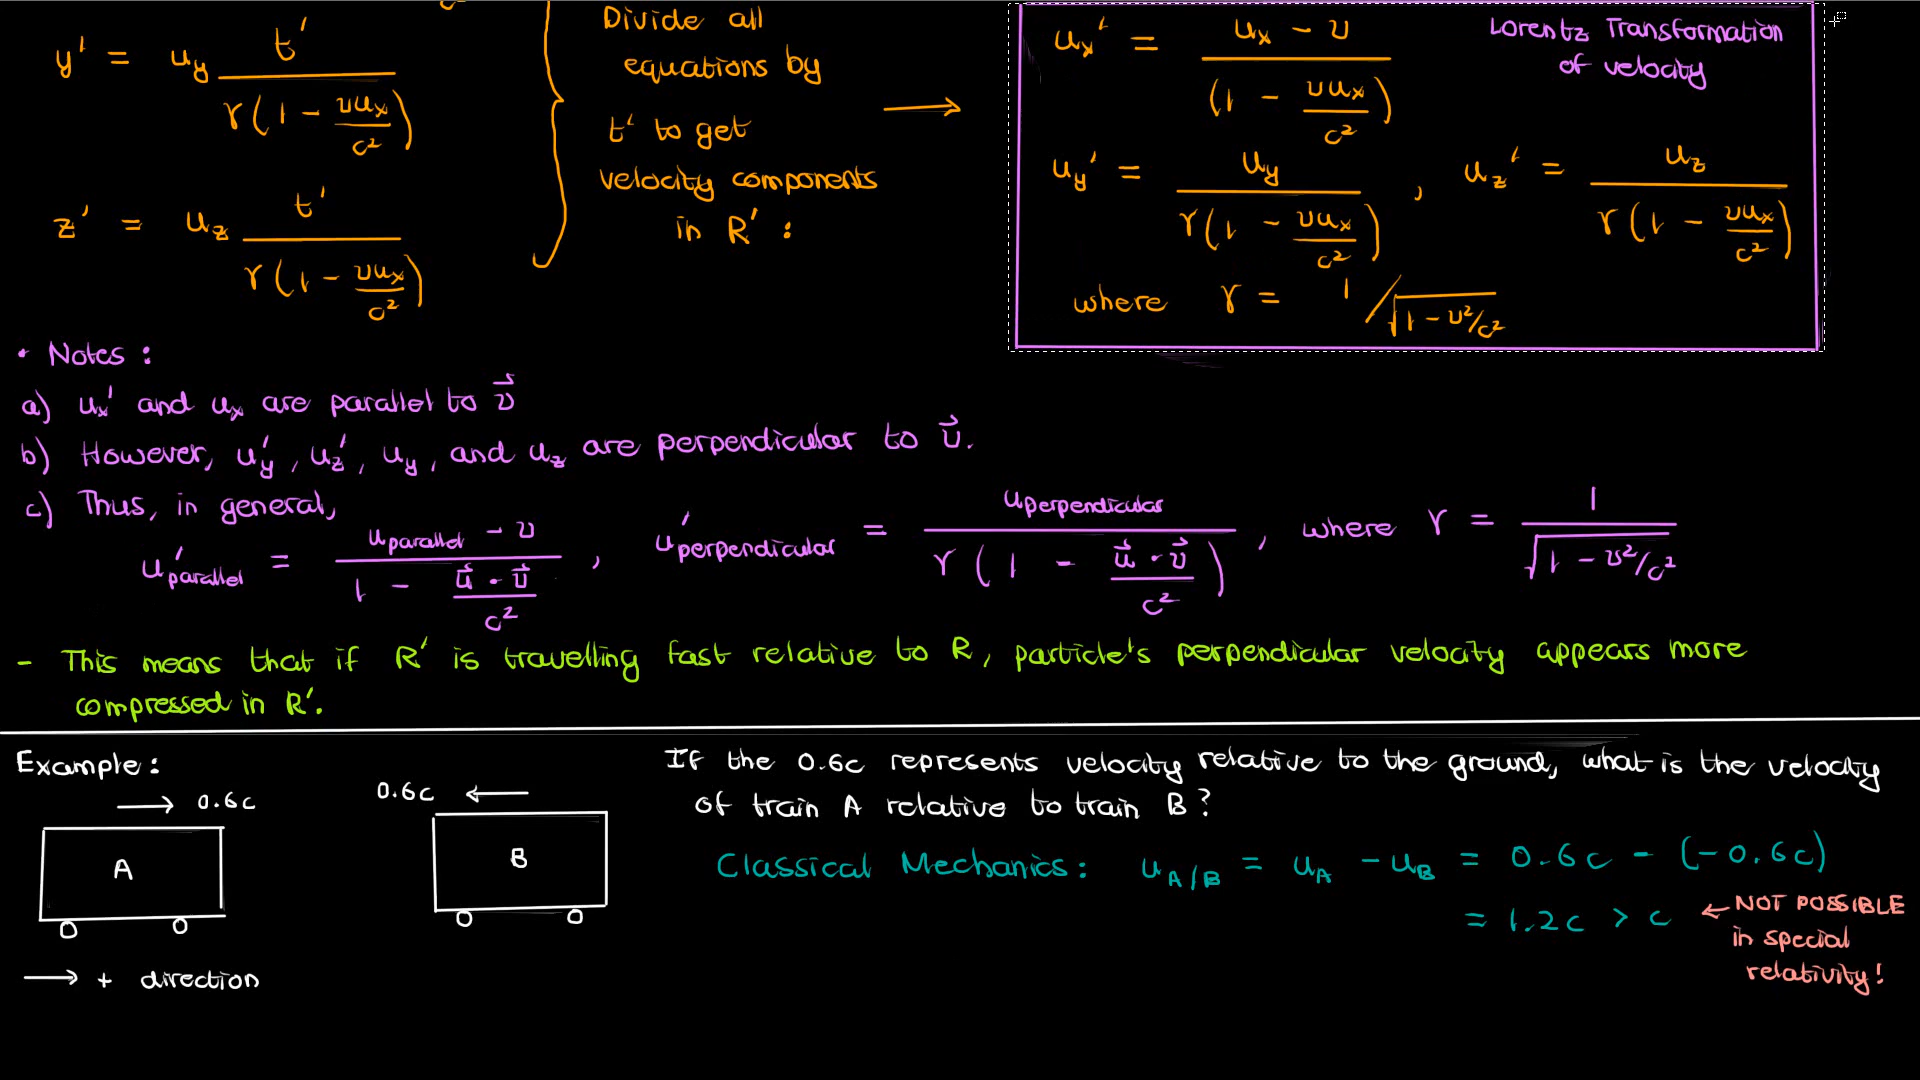 y' = u_y t' / γ(1 - vu_x/c²)
z' = u_z t' / γ(1 - vu_x/c²)
Divide all
equations by
t' to get
velocity components
in R' :
→
Lorentz Transformation
of velocity
u_x' = u_x - v / (1 - vu_x/c²)
u_y' = u_y / γ(1 - vu_x/c²) , u_z' = u_z / γ(1 - vu_x/c²)
where γ = 1/√1 - v²/c²
• Notes :
a) u_x' and u_x are parallel to v⃗
b) However, u_y' , u_z' , u_y , and u_z are perpendicular to v⃗.
c) Thus, in general,
u'_parallel = u_parallel - v / 1 - u⃗ · v⃗/c² , u'_perpendicular = u_perpendicular / γ(1 - u⃗ · v⃗/c²) , where γ = 1/√1 - v²/c²
- This means that if R' is travelling fast relative to R, particle's perpendicular velocity appears more
compressed in R'.
Example :
→ 0.6c
0.6c ←
A
B
→ + direction
If the 0.6c represents velocity relative to the ground, what is the velocity
of train A relative to train B?
Classical Mechanics : u_A/B = u_A - u_B = 0.6c - (-0.6c)
= 1.2c > c ← NOT POSSIBLE
in special
relativity!